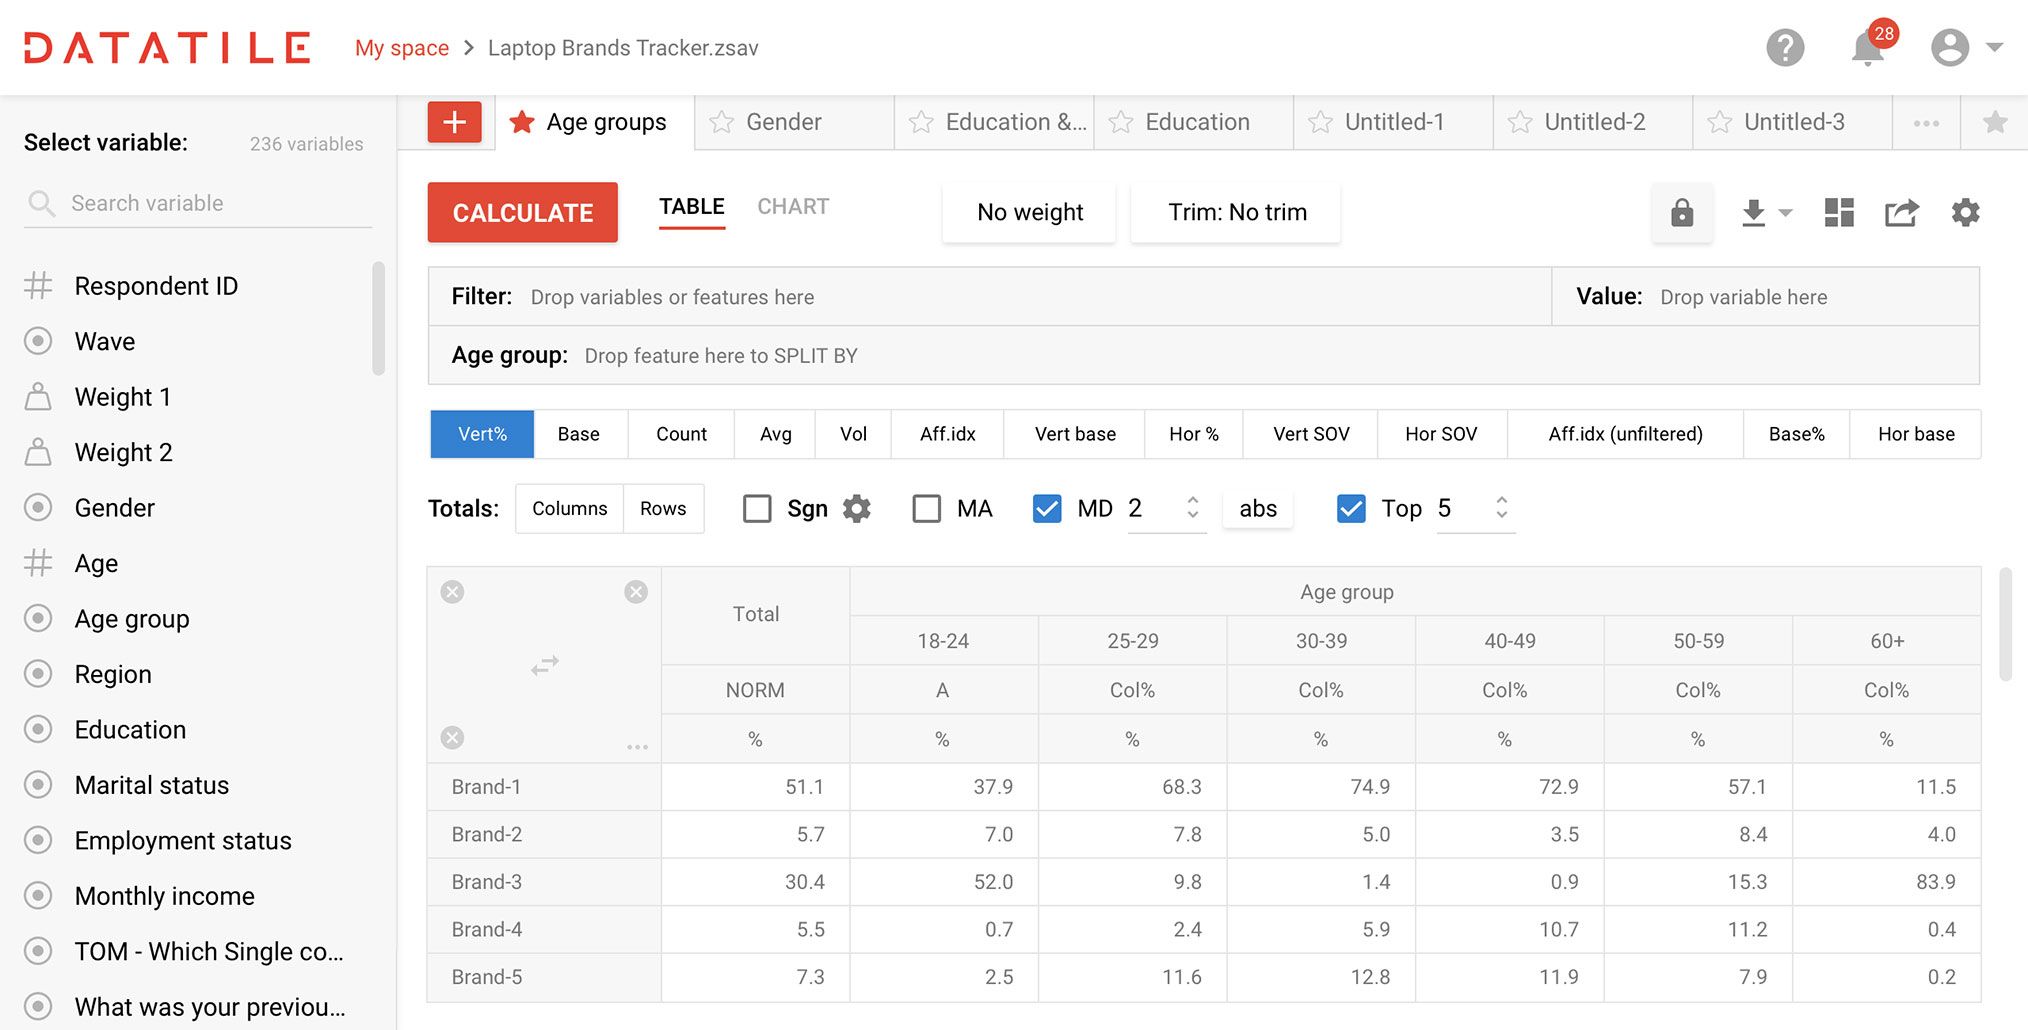 DATATILE My space > Laptop Brands Tracker.zsav 28
Select variable: 236 variables
Search variable
Respondent ID
Wave
Weight 1
Weight 2
Gender
Age
Age group
Region
Education
Marital status
Employment status
Monthly income
TOM - Which Single co...
What was your previou...
+ Age groups Gender Education &... Education Untitled-1 Untitled-2 Untitled-3
CALCULATE TABLE CHART No weight Trim: No trim
Filter: Drop variables or features here Value: Drop variable here
Age group: Drop feature here to SPLIT BY
Vert% Base Count Avg Vol Aff.idx Vert base Hor % Vert SOV Hor SOV Aff.idx (unfiltered) Base% Hor base
Totals: Columns Rows Sgn MA MD 2 abs Top 5
Total Age group
18-24 25-29 30-39 40-49 50-59 60+
NORM A Col% Col% Col% Col% Col%
% % % % % % %
Brand-1 51.1 37.9 68.3 74.9 72.9 57.1 11.5
Brand-2 5.7 7.0 7.8 5.0 3.5 8.4 4.0
Brand-3 30.4 52.0 9.8 1.4 0.9 15.3 83.9
Brand-4 5.5 0.7 2.4 5.9 10.7 11.2 0.4
Brand-5 7.3 2.5 11.6 12.8 11.9 7.9 0.2